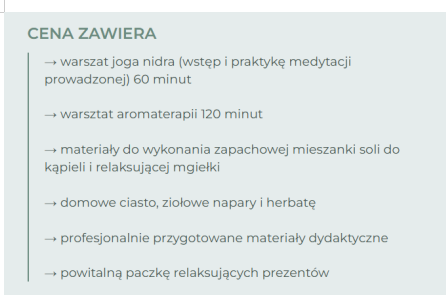 CENA ZAWIERA
→ warszat joga nidra (wstęp i praktykę medytacji
prowadzonej) 60 minut
→ warsztat aromaterapii 120 minut
→ materiały do wykonania zapachowej mieszanki soli do
kąpieli i relaksującej mgiełki
→ domowe ciasto, ziołowe napary i herbatę
→ profesjonalnie przygotowane materiały dydaktyczne
→ powitalną paczkę relaksujących prezentów